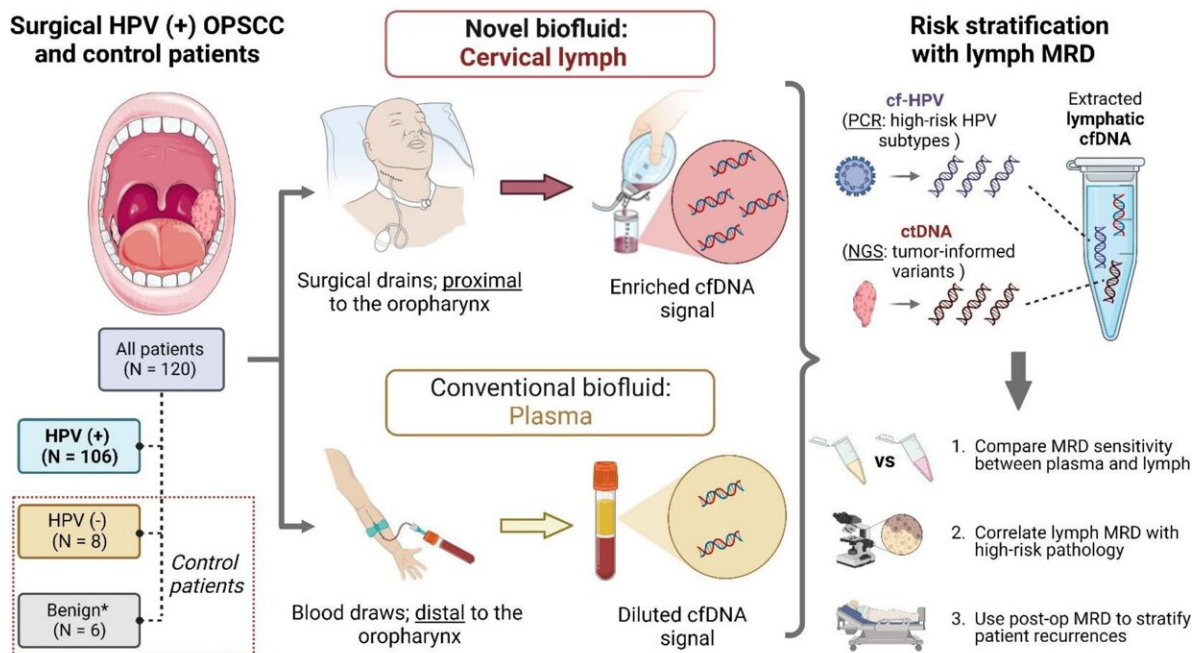 Surgical HPV (+) OPSCC
and control patients
All patients
(N = 120)
HPV (+)
(N = 106)
HPV (-)
(N = 8)
Benign*
(N = 6)
Control
patients
Novel biofluid:
Cervical lymph
Surgical drains; proximal
to the oropharynx
Enriched cfDNA
signal
Conventional biofluid:
Plasma
Blood draws; distal to the
oropharynx
Diluted cfDNA
signal
Risk stratification
with lymph MRD
cf-HPV
(PCR: high-risk HPV
subtypes )
ctDNA
(NGS: tumor-informed
variants )
Extracted
lymphatic
cfDNA
vs
1. Compare MRD sensitivity
between plasma and lymph
2. Correlate lymph MRD with
high-risk pathology
3. Use post-op MRD to stratify
patient recurrences